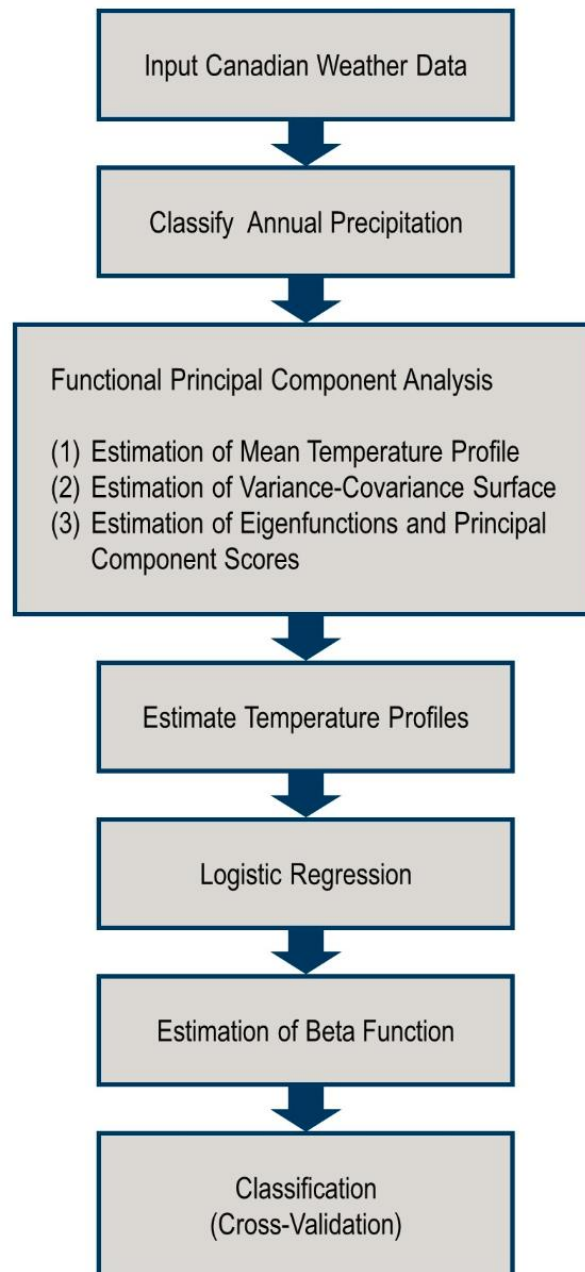 Input Canadian Weather Data
Classify Annual Precipitation
Functional Principal Component Analysis
(1) Estimation of Mean Temperature Profile
(2) Estimation of Variance-Covariance Surface
(3) Estimation of Eigenfunctions and Principal
Component Scores
Estimate Temperature Profiles
Logistic Regression
Estimation of Beta Function
Classification
(Cross-Validation)